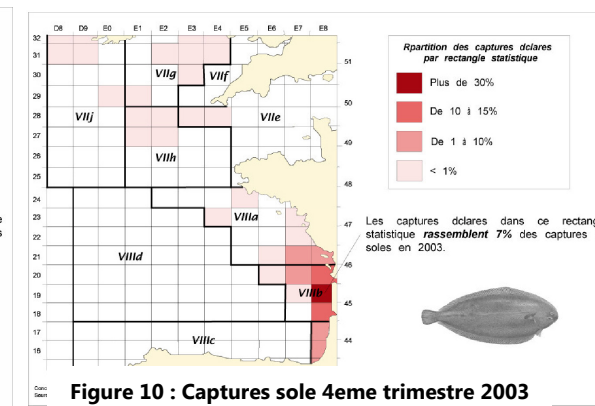 D8 D9 E0 E1 E2 E3 E4 E5 E6 E7 E8
32
31
30
29
28
27
26
25
24
23
22
21
20
19
18
17
16
51
50
49
48
47
46
45
44
VIIg
VIIf
VIIj
VIIe
VIIh
VIIIa
VIIId
VIIIb
VIIIc
Rpartition des captures dclares
par rectangle statistique
Plus de 30%
De 10 à 15%
De 1 à 10%
< 1%
Les captures dclares dans ce rectang
statistique rassemblent 7% des captures
soles en 2003.
Figure 10 : Captures sole 4eme trimestre 2003